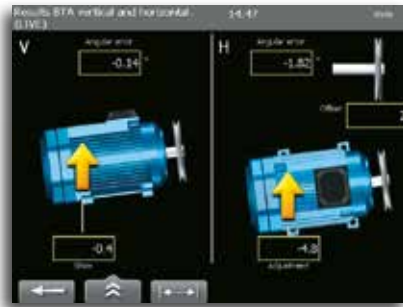 Results BTA vertical and horizontal. 14:47
(LIVE)
V
Angular error
-0.14 °
H
Angular error
-1.82 °
Offset
2
-0.4
Shim
-4.8
Adjustment